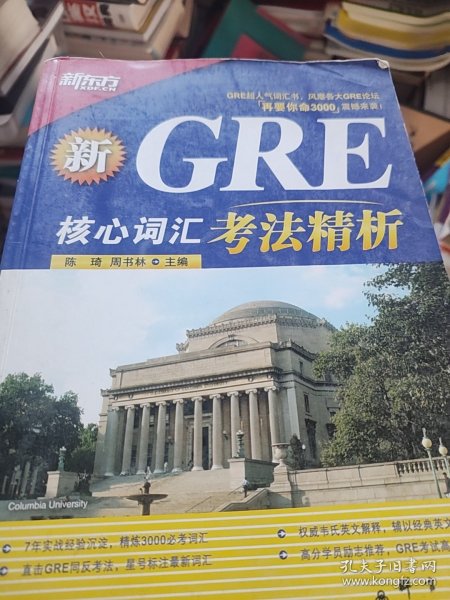 新东方
XDF.CN
GRE超人气词汇书,风靡各大GRE论坛
「再要你命3000」震撼来袭!
新
GRE
核心词汇 考法精析
陈 琦 周书林 主编
Columbia University
7年实战经验沉淀,精炼3000必考词汇
直击GRE同反考法,星号标注最新词汇
权威韦氏英文解释,辅以经典英文
高分学员励志推荐,GRE考试高
孔夫子旧书网
www.kongfz.com